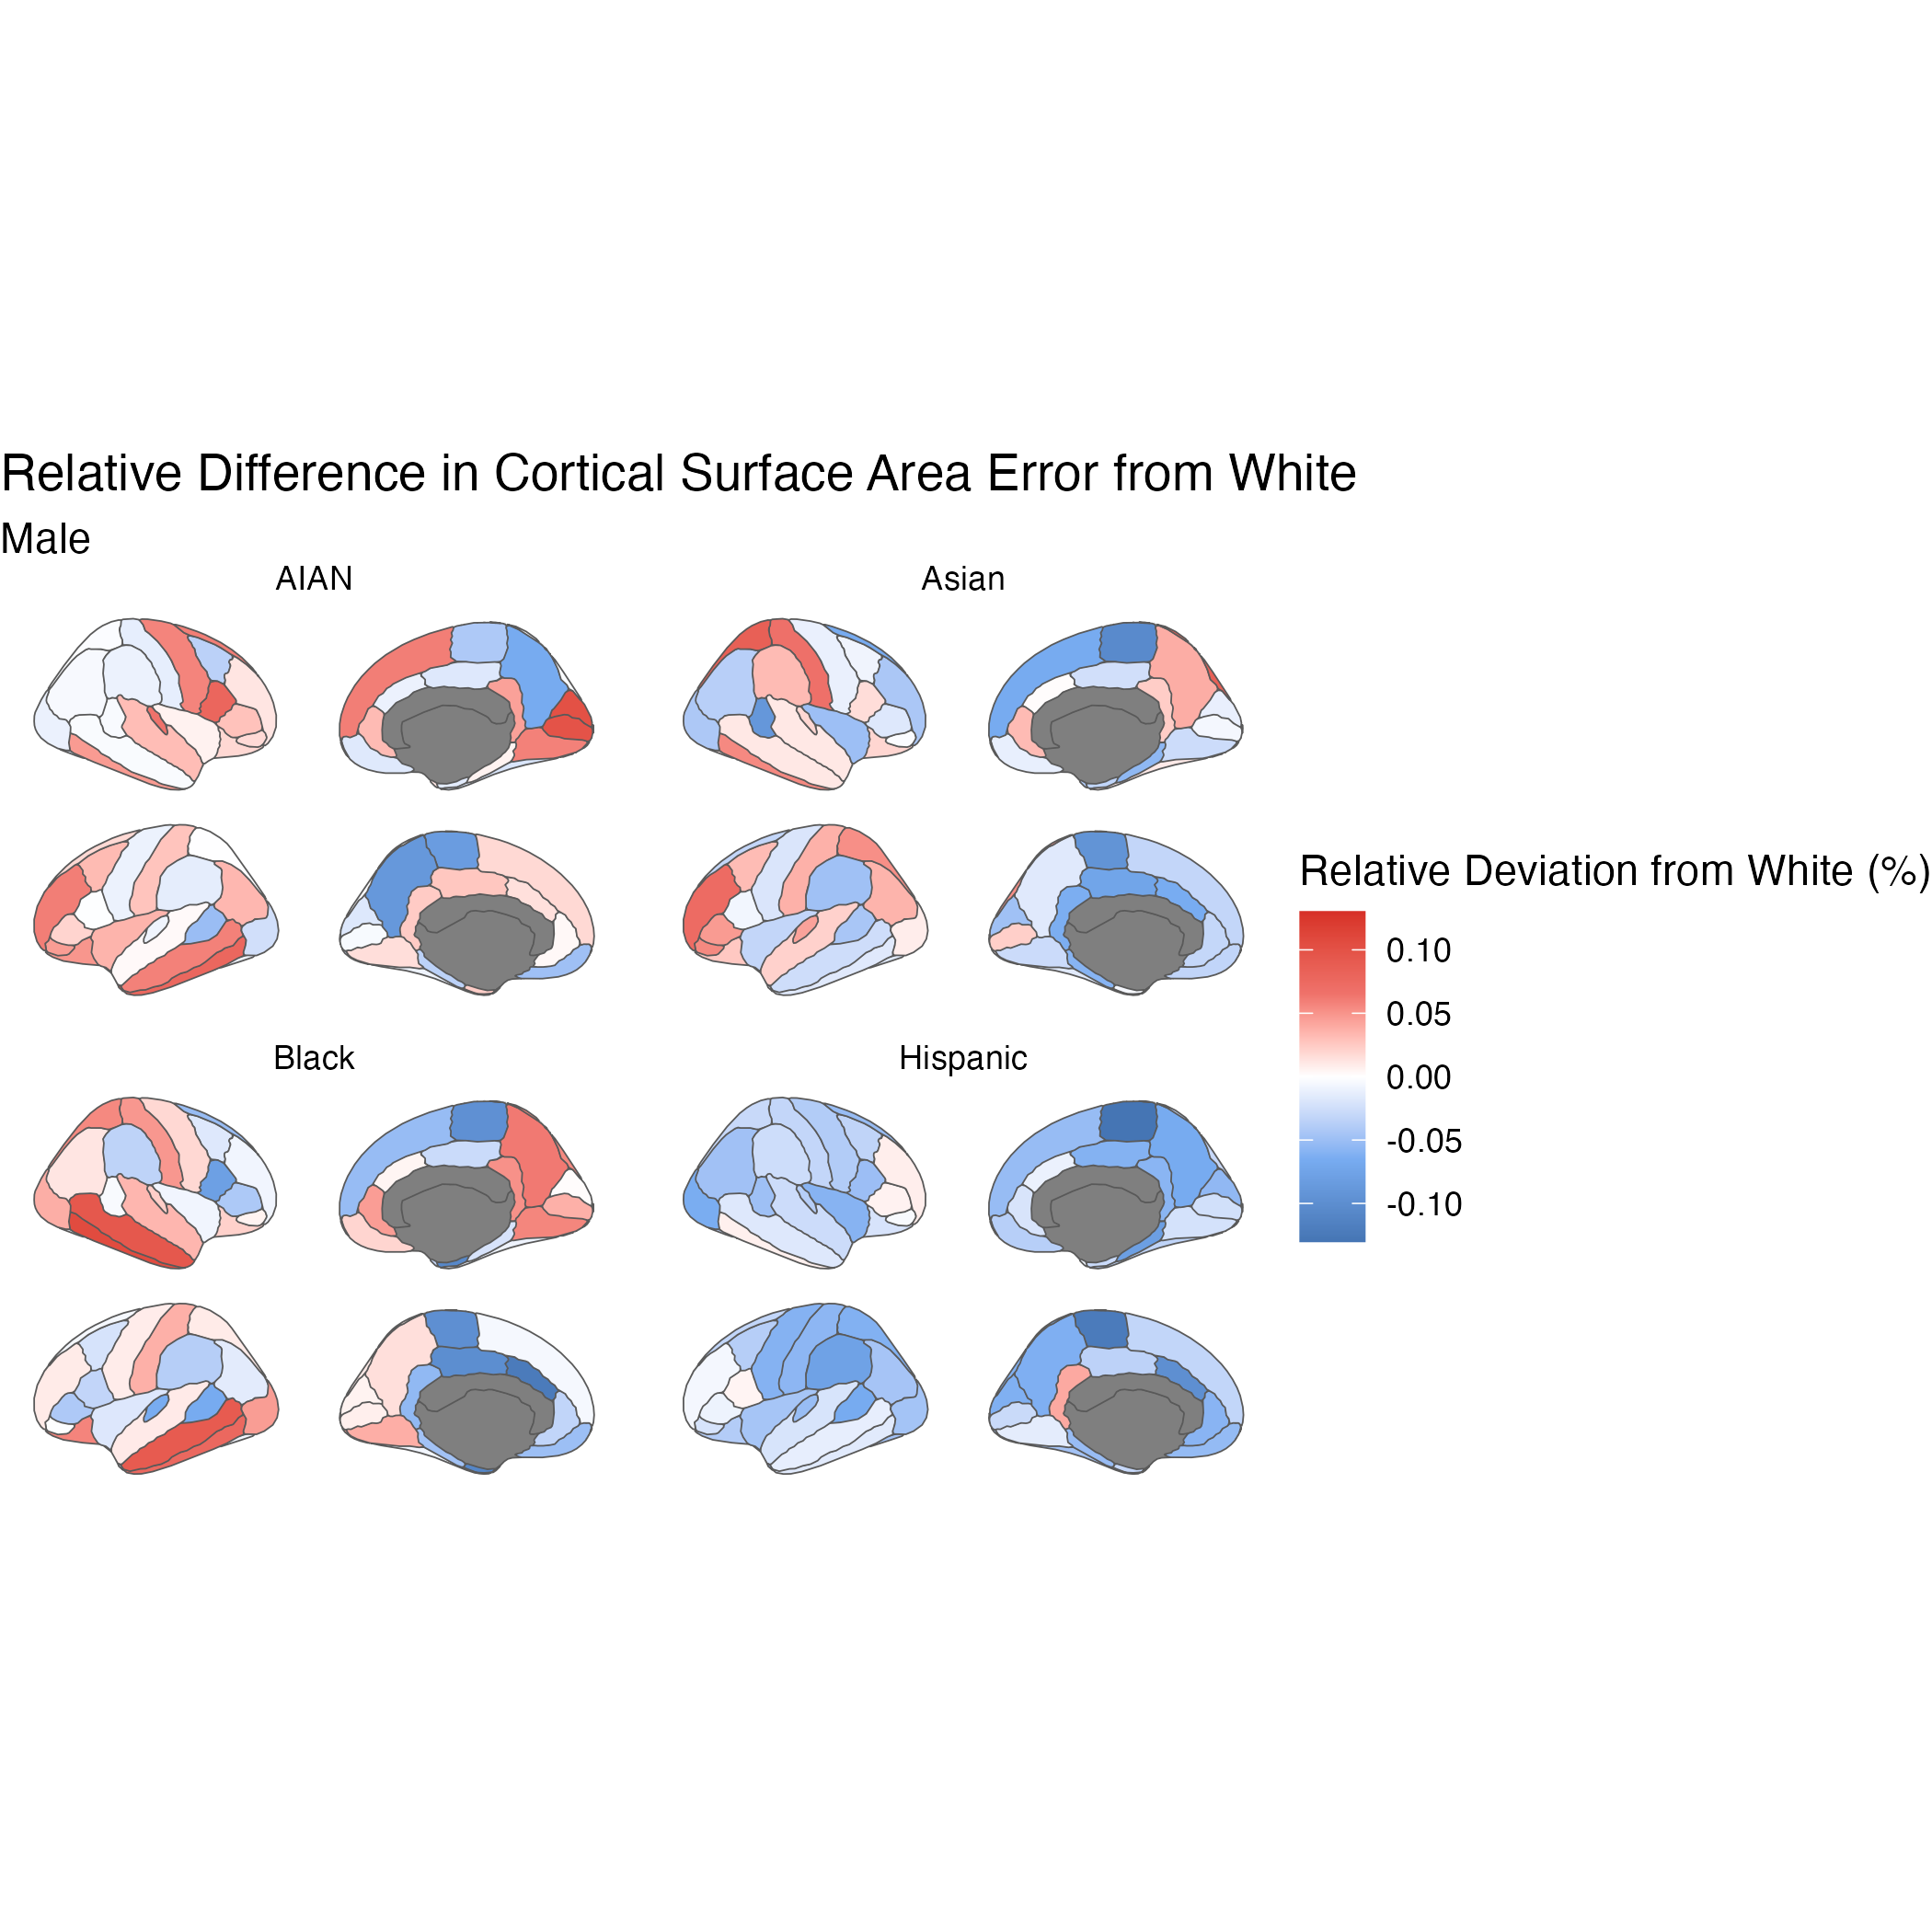 Relative Difference in Cortical Surface Area Error from White
Male
AIAN
Asian
Black
Hispanic
Relative Deviation from White (%)
0.10
0.05
0.00
-0.05
-0.10